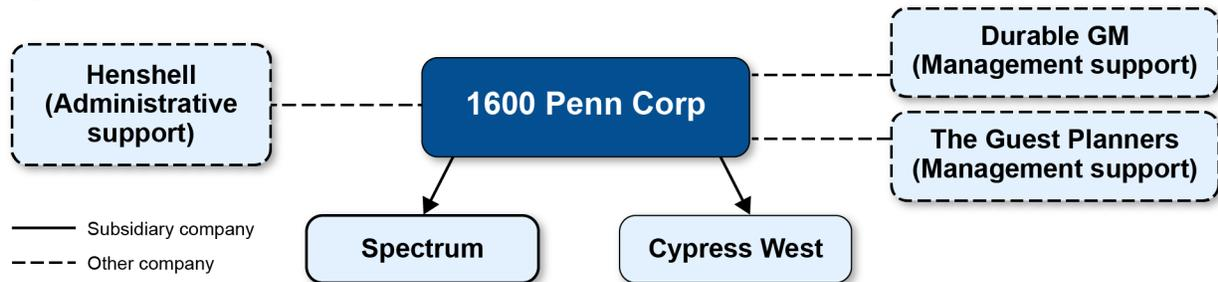 Henshell
(Administrative
support)
1600 Penn Corp
Durable GM
(Management support)
The Guest Planners
(Management support)
Spectrum
Cypress West
Subsidiary company
Other company